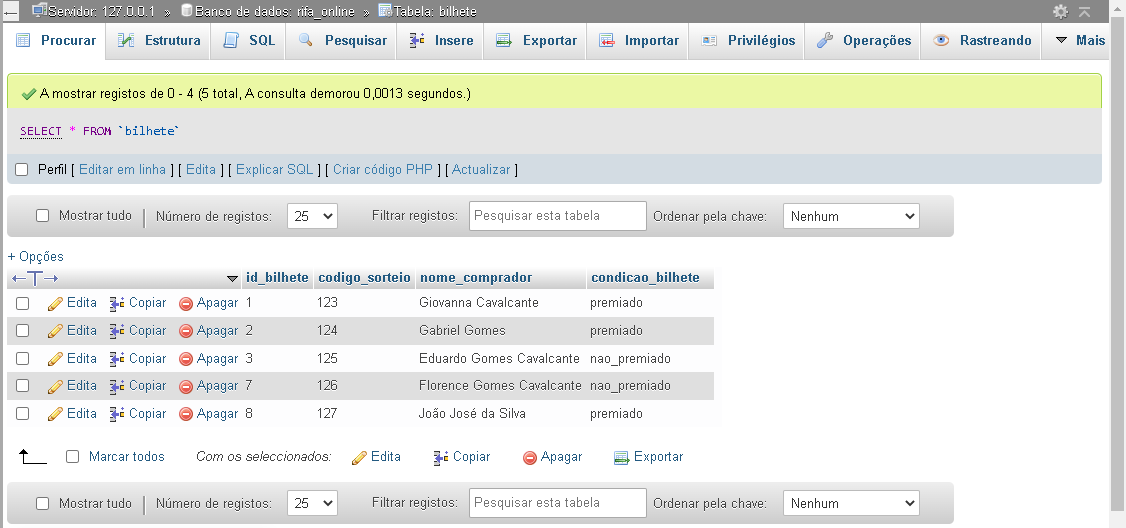 Servidor: 127.0.0.1 » Banco de dados: rifa_online » Tabela: bilhete
Procurar Estrutura SQL Pesquisar Insere Exportar Importar Privilégios Operações Rastreando Mais
A mostrar registos de 0 - 4 (5 total, A consulta demorou 0,0013 segundos.)
SELECT * FROM `bilhete`
Perfil [ Editar em linha ] [ Edita ] [ Explicar SQL ] [ Criar código PHP ] [ Actualizar ]
Mostrar tudo | Número de registos: 25 Filtrar registos: Pesquisar esta tabela Ordenar pela chave: Nenhum
+ Opções
←T→ id_bilhete codigo_sorteio nome_comprador condicao_bilhete
Edita Copiar Apagar 1 123 Giovanna Cavalcante premiado
Edita Copiar Apagar 2 124 Gabriel Gomes premiado
Edita Copiar Apagar 3 125 Eduardo Gomes Cavalcante nao_premiado
Edita Copiar Apagar 7 126 Florence Gomes Cavalcante nao_premiado
Edita Copiar Apagar 8 127 João José da Silva premiado
Marcar todos Com os seleccionados: Edita Copiar Apagar Exportar
Mostrar tudo | Número de registos: 25 Filtrar registos: Pesquisar esta tabela Ordenar pela chave: Nenhum